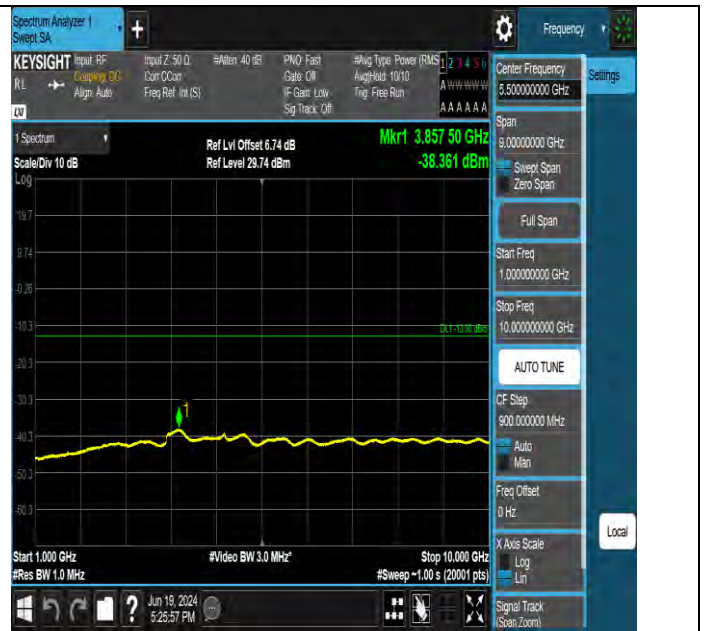 Spectrum Analyzer 1
Swept SA
Frequency
KEYSIGHT
RL
Input: RF
Coupling: DC
Align: Auto
Input Z: 50 Ω
Corr CCorr
Freq Ref: Int (S)
#Atten: 40 dB
PNO: Fast
Gate: Off
IF Gain: Low
Sig Track: Off
#Avg Type: Power (RMS
Avg|Hold: 10/10
Trig: Free Run
1 2 3 4 5 6
A W W W W W
A A A A A A
1 Spectrum
Scale/Div 10 dB
Log
Ref Lvl Offset 6.74 dB
Ref Level 29.74 dBm
Mkr1 3.857 50 GHz
-38.361 dBm
19.7
9.74
-0.26
-10.3
-20.3
-30.3
-40.3
-50.3
-60.3
DL1 -13.00 dBm
1
Start 1.000 GHz
#Res BW 1.0 MHz
#Video BW 3.0 MHz*
Stop 10.000 GHz
#Sweep ~1.00 s (20001 pts)
Jun 19, 2024
5:25:57 PM
Center Frequency
5.500000000 GHz
Settings
Span
9.00000000 GHz
Swept Span
Zero Span
Full Span
Start Freq
1.000000000 GHz
Stop Freq
10.000000000 GHz
AUTO TUNE
CF Step
900.000000 MHz
Auto
Man
Freq Offset
0 Hz
X Axis Scale
Log
Lin
Signal Track
(Span Zoom)
Local